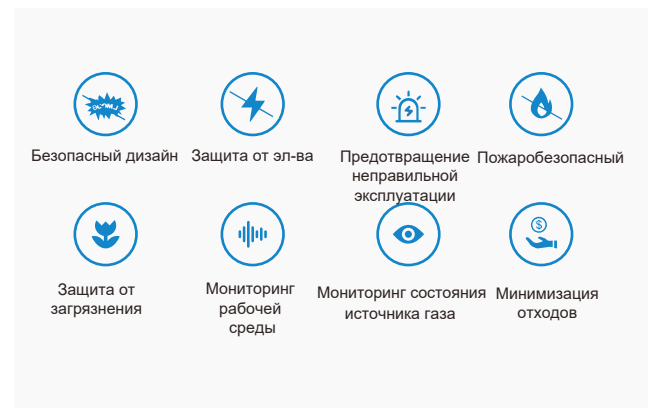 Безопасный дизайн
Защита от эл-ва
Предотвращение
неправильной
эксплуатации
Пожаробезопасный
Защита от
загрязнения
Мониторинг
рабочей
среды
Мониторинг состояния
источника газа
$
Минимизация
отходов